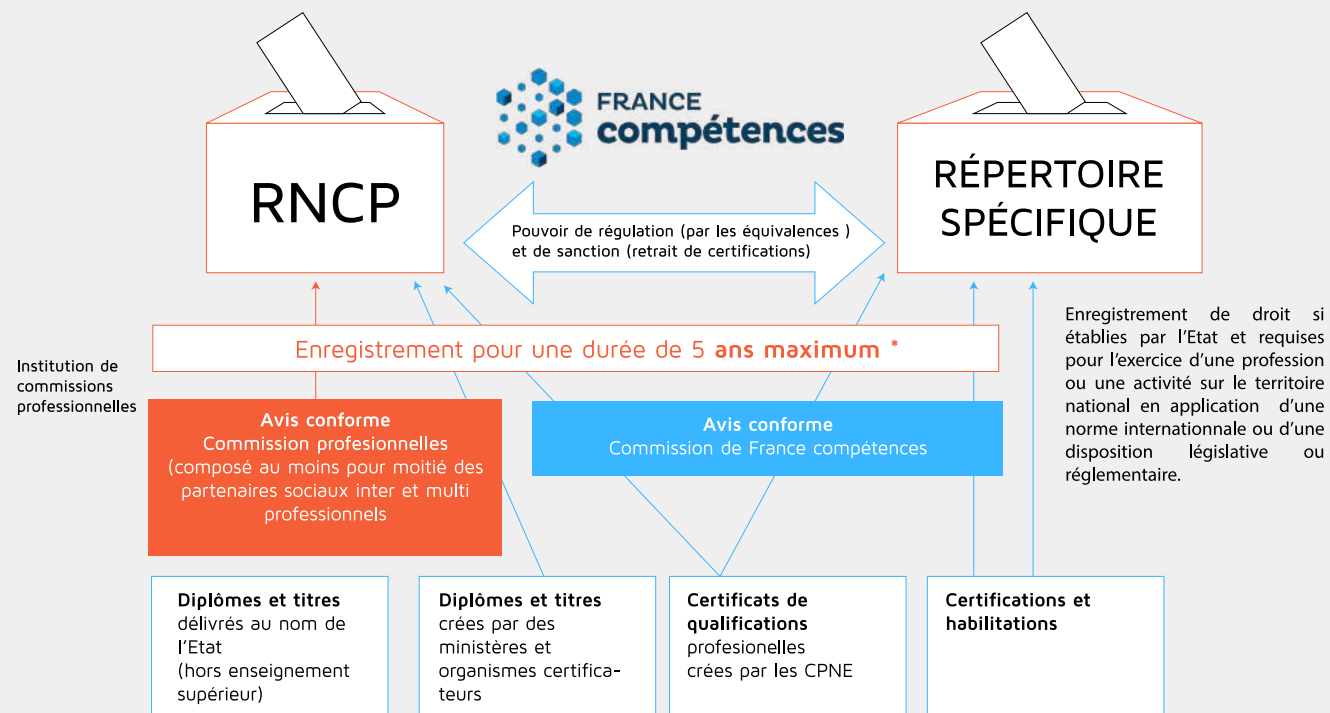 FRANCE
compétences
RNCP
RÉPERTOIRE
SPÉCIFIQUE
Pouvoir de régulation (par les équivalences )
et de sanction (retrait de certifications)
Enregistrement pour une durée de 5 ans maximum *
Institution de
commissions
professionnelles
Enregistrement de droit si
établies par l'Etat et requises
pour l'exercice d'une profession
ou une activité sur le territoire
national en application d'une
norme internationnale ou d'une
disposition législative ou
réglementaire.
Avis conforme
Commission profesionnelles
(composé au moins pour moitié des
partenaires sociaux inter et multi
professionnels
Avis conforme
Commission de France compétences
Diplômes et titres
délivrés au nom de
l'Etat
(hors enseignement
supérieur)
Diplômes et titres
crées par des
ministères et
organismes certifica-
teurs
Certificats de
qualifications
profesionelles
crées par les CPNE
Certifications et
habilitations